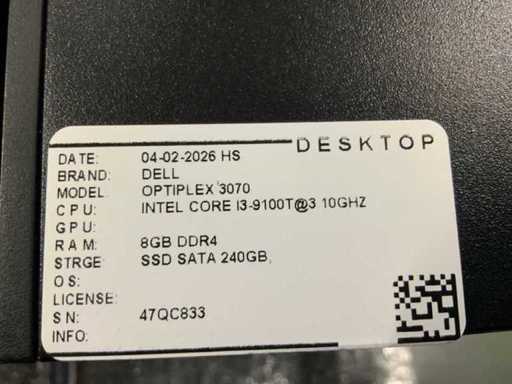 DESKTOP
DATE: 04-02-2026 HS
BRAND: DELL
MODEL: OPTIPLEX 3070
CPU: INTEL CORE I3-9100T@3 10GHZ
GPU:
RAM: 8GB DDR4
STRGE: SSD SATA 240GB,
OS:
LICENSE:
SN: 47QC833
INFO: